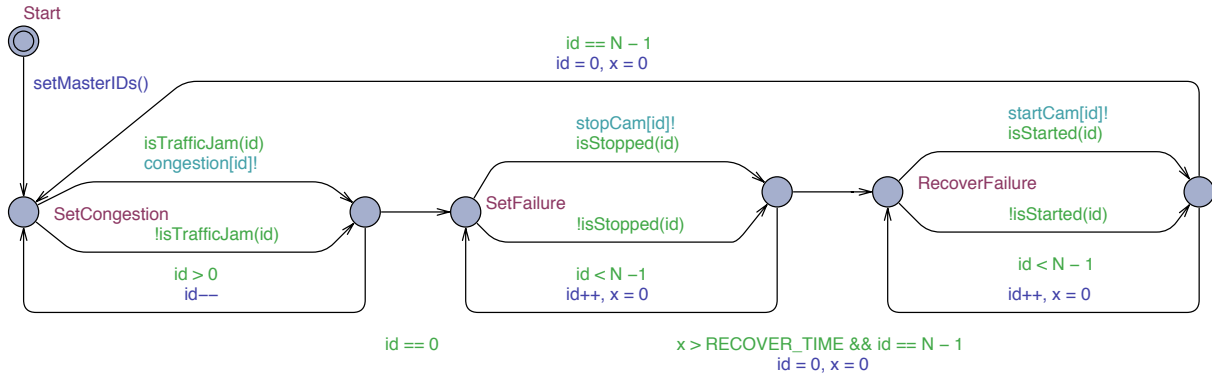 Start
id == N − 1
id = 0, x = 0
setMasterIDs()
stopCam[id]!
isStopped(id)
startCam[id]!
isStarted(id)
isTrafficJam(id)
congestion[id]!
SetCongestion
SetFailure
RecoverFailure
!isTrafficJam(id)
!isStopped(id)
!isStarted(id)
id > 0
id−−
id < N −1
id++, x = 0
id < N − 1
id++, x = 0
id == 0
x > RECOVER_TIME && id == N − 1
id = 0, x = 0